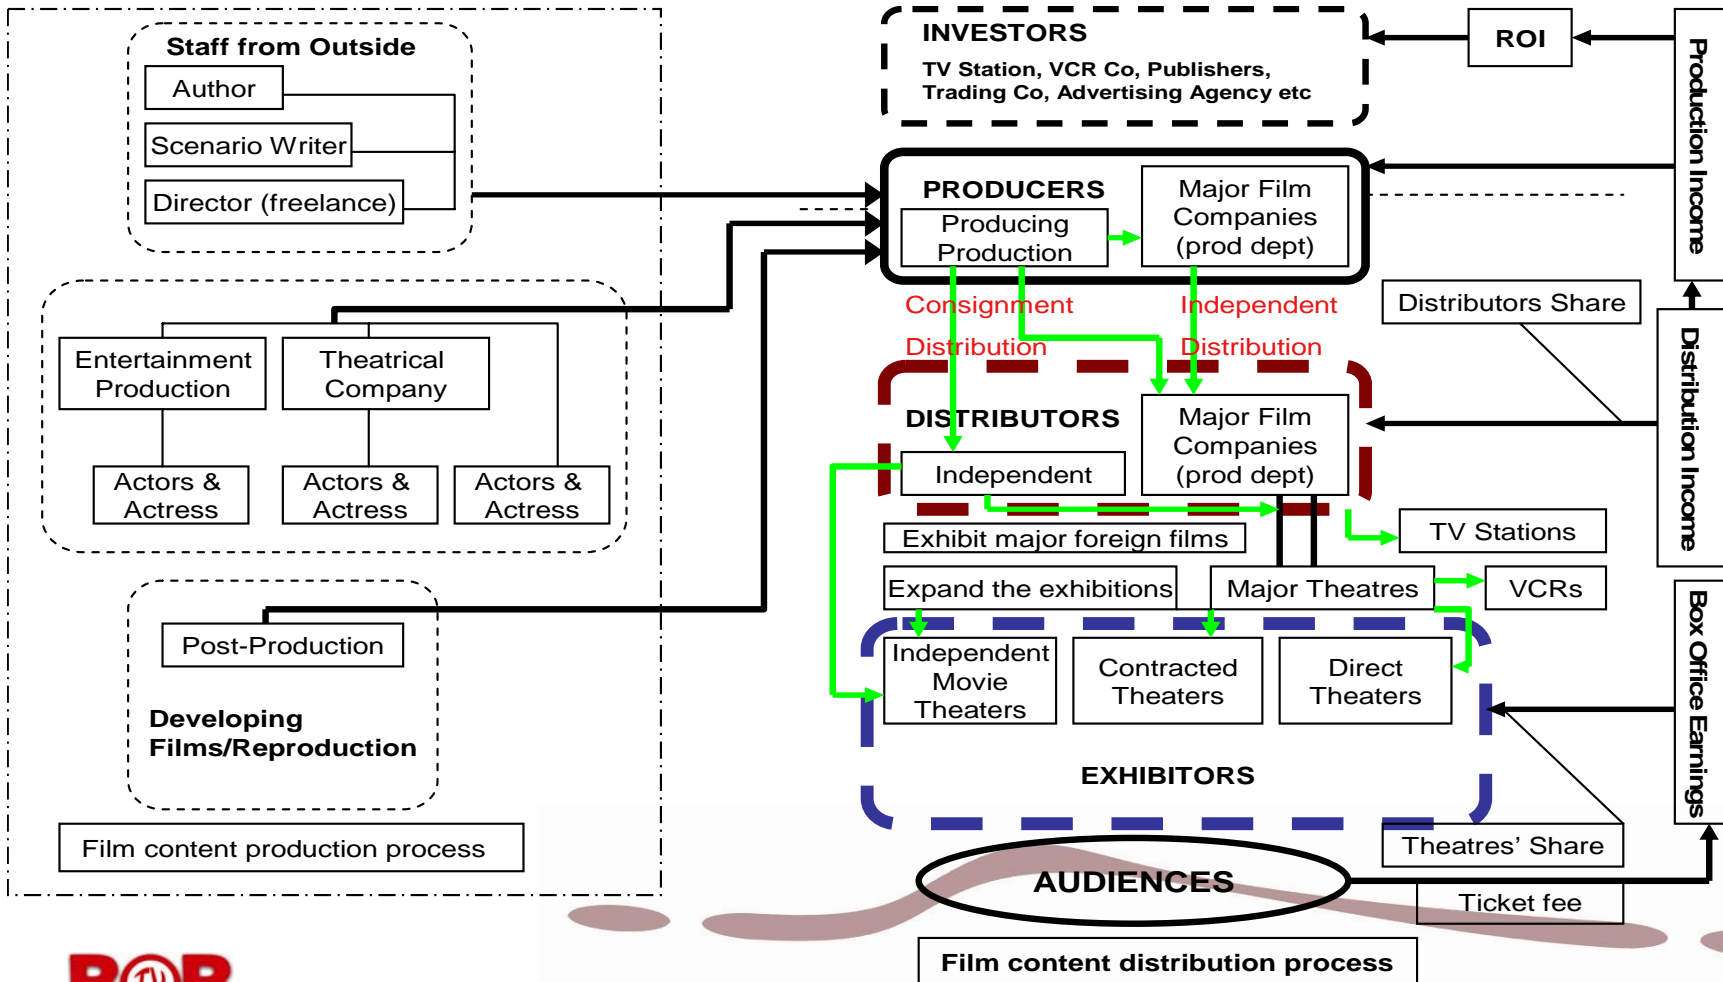 Staff from Outside
Author
Scenario Writer
Director (freelance)
Entertainment
Production
Theatrical
Company
Actors &
Actress
Actors &
Actress
Actors &
Actress
Post-Production
Developing
Films/Reproduction
Film content production process
INVESTORS
TV Station, VCR Co, Publishers,
Trading Co, Advertising Agency etc
ROI
Production Income
PRODUCERS
Producing
Production
Major Film
Companies
(prod dept)
Consignment
Distribution
Independent
Distribution
Distributors Share
Distribution Income
DISTRIBUTORS
Independent
Major Film
Companies
(prod dept)
Exhibit major foreign films
TV Stations
Expand the exhibitions
Major Theatres
VCRs
Independent
Movie
Theaters
Contracted
Theaters
Direct
Theaters
Box Office Earnings
EXHIBITORS
Theatres' Share
AUDIENCES
Ticket fee
Film content distribution process